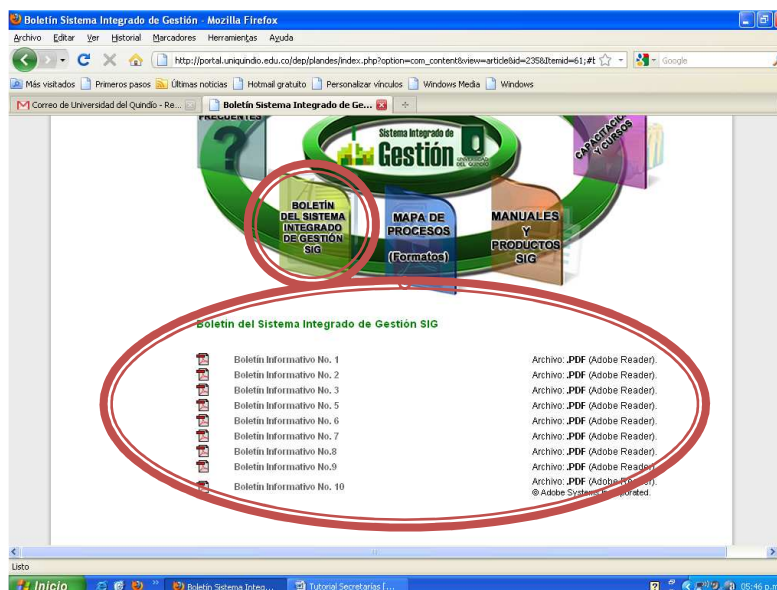 Boletín Sistema Integrado de Gestión - Mozilla Firefox
Archivo Editar Ver Historial Marcadores Herramientas Ayuda
http://portal.uniquindio.edu.co/dep/plandes/index.php?option=com_content&view=article&id=235&Itemid=61;#t
Google
Más visitados Primeros pasos Últimas noticias Hotmail gratuito Personalizar vínculos Windows Media Windows
Correo de Universidad del Quindío - Re... Boletín Sistema Integrado de Ge...
FRECUENTES
?
Sistema Integrado de
Gestión
UNIVERSIDAD
DEL QUINDÍO
CAPACITACIÓN
Y CURSOS
BOLETÍN
DEL SISTEMA
INTEGRADO
DE GESTIÓN
SIG
MAPA DE
PROCESOS
(Formatos)
MANUALES
Y
PRODUCTOS
SIG
Boletín del Sistema Integrado de Gestión SIG
Boletín Informativo No. 1 Archivo: .PDF (Adobe Reader).
Boletín Informativo No. 2 Archivo: .PDF (Adobe Reader).
Boletín Informativo No. 3 Archivo: .PDF (Adobe Reader).
Boletín Informativo No. 5 Archivo: .PDF (Adobe Reader).
Boletín Informativo No. 6 Archivo: .PDF (Adobe Reader).
Boletín Informativo No. 7 Archivo: .PDF (Adobe Reader).
Boletín Informativo No.8 Archivo: .PDF (Adobe Reader).
Boletín Informativo No.9 Archivo: .PDF (Adobe Reader).
Boletín Informativo No. 10 Archivo: .PDF (Adobe Reader).
© Adobe Systems Incorporated.
Listo
Inicio Boletín Sistema Integ... Tutorial Secretarías [... 05:46 p.m.